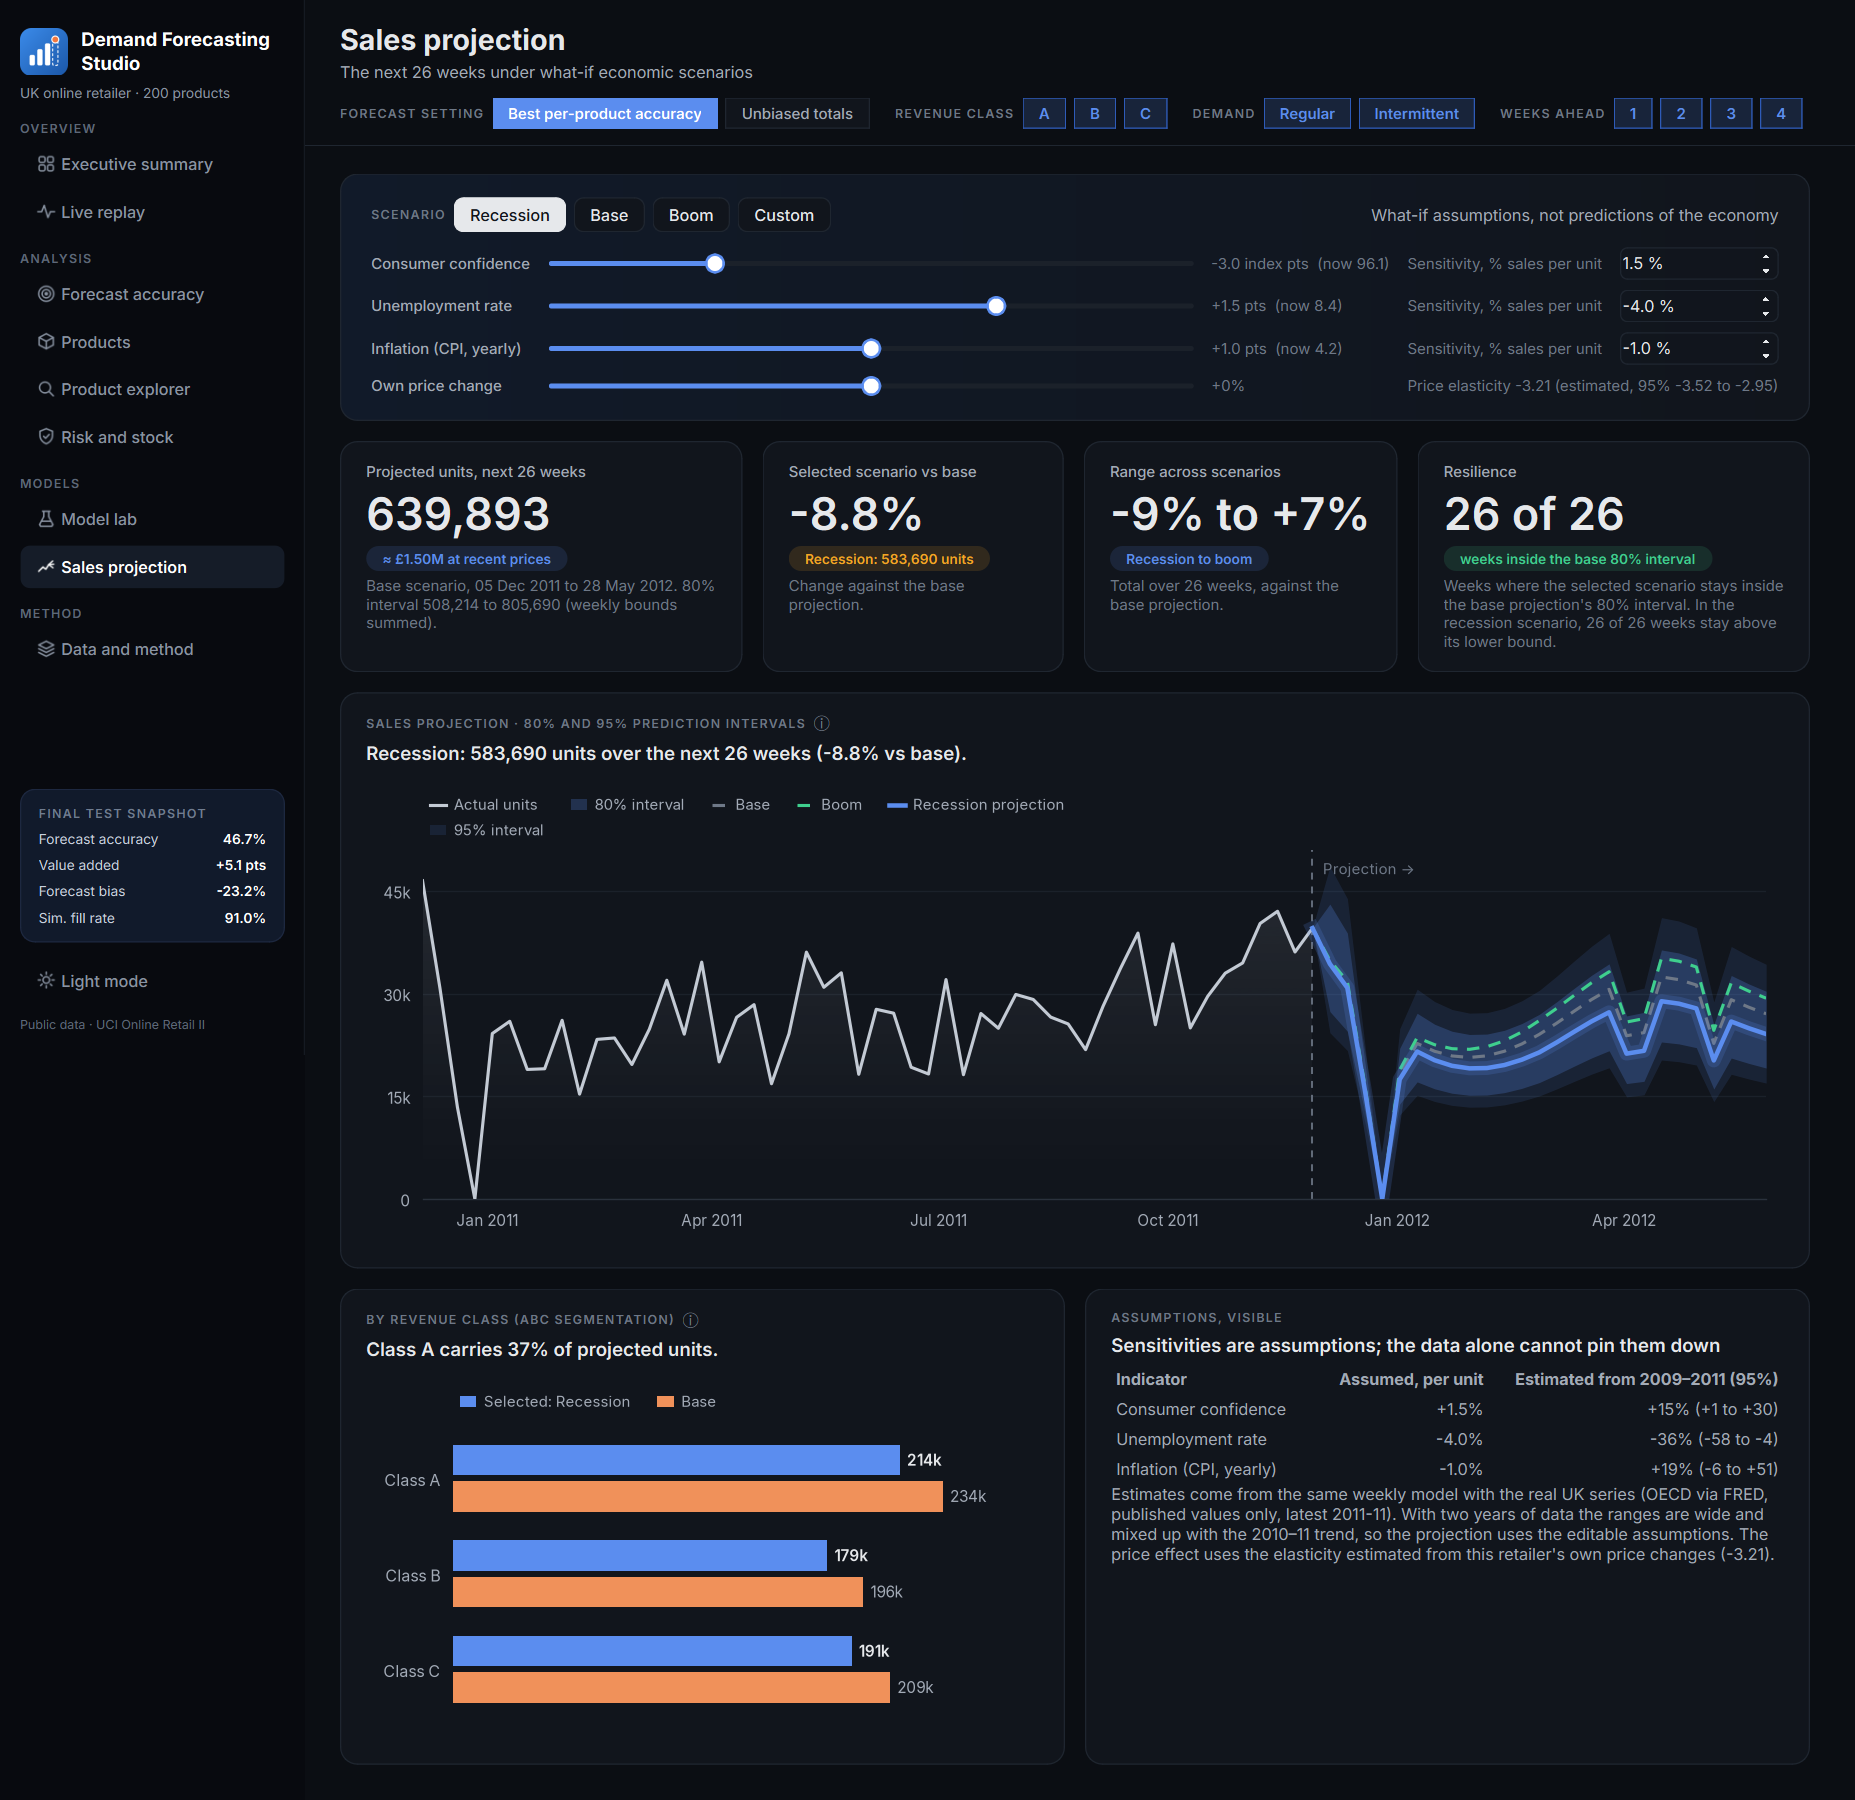 Demand Forecasting
Studio
UK online retailer · 200 products
OVERVIEW
Executive summary
Live replay
ANALYSIS
Forecast accuracy
Products
Product explorer
Risk and stock
MODELS
Model lab
Sales projection
METHOD
Data and method
FINAL TEST SNAPSHOT
Forecast accuracy 46.7%
Value added +5.1 pts
Forecast bias -23.2%
Sim. fill rate 91.0%
Light mode
Public data · UCI Online Retail II
Sales projection
The next 26 weeks under what-if economic scenarios
FORECAST SETTING Best per-product accuracy Unbiased totals REVENUE CLASS A B C DEMAND Regular Intermittent WEEKS AHEAD 1 2 3 4
SCENARIO Recession Base Boom Custom What-if assumptions, not predictions of the economy
Consumer confidence -3.0 index pts (now 96.1) Sensitivity, % sales per unit 1.5 %
Unemployment rate +1.5 pts (now 8.4) Sensitivity, % sales per unit -4.0 %
Inflation (CPI, yearly) +1.0 pts (now 4.2) Sensitivity, % sales per unit -1.0 %
Own price change +0% Price elasticity -3.21 (estimated, 95% -3.52 to -2.95)
Projected units, next 26 weeks
639,893
≈ £1.50M at recent prices
Base scenario, 05 Dec 2011 to 28 May 2012. 80%
interval 508,214 to 805,690 (weekly bounds
summed).
Selected scenario vs base
-8.8%
Recession: 583,690 units
Change against the base
projection.
Range across scenarios
-9% to +7%
Recession to boom
Total over 26 weeks, against the
base projection.
Resilience
26 of 26
weeks inside the base 80% interval
Weeks where the selected scenario stays inside
the base projection's 80% interval. In the
recession scenario, 26 of 26 weeks stay above
its lower bound.
SALES PROJECTION · 80% AND 95% PREDICTION INTERVALS ⓘ
Recession: 583,690 units over the next 26 weeks (-8.8% vs base).
Actual units 80% interval Base Boom Recession projection
95% interval
Projection →
45k
30k
15k
0
Jan 2011 Apr 2011 Jul 2011 Oct 2011 Jan 2012 Apr 2012
BY REVENUE CLASS (ABC SEGMENTATION) ⓘ
Class A carries 37% of projected units.
Selected: Recession Base
214k
Class A
234k
179k
Class B
196k
191k
Class C
209k
ASSUMPTIONS, VISIBLE
Sensitivities are assumptions; the data alone cannot pin them down
Indicator Assumed, per unit Estimated from 2009–2011 (95%)
Consumer confidence +1.5% +15% (+1 to +30)
Unemployment rate -4.0% -36% (-58 to -4)
Inflation (CPI, yearly) -1.0% +19% (-6 to +51)
Estimates come from the same weekly model with the real UK series (OECD via FRED,
published values only, latest 2011-11). With two years of data the ranges are wide and
mixed up with the 2010–11 trend, so the projection uses the editable assumptions. The
price effect uses the elasticity estimated from this retailer's own price changes (-3.21).